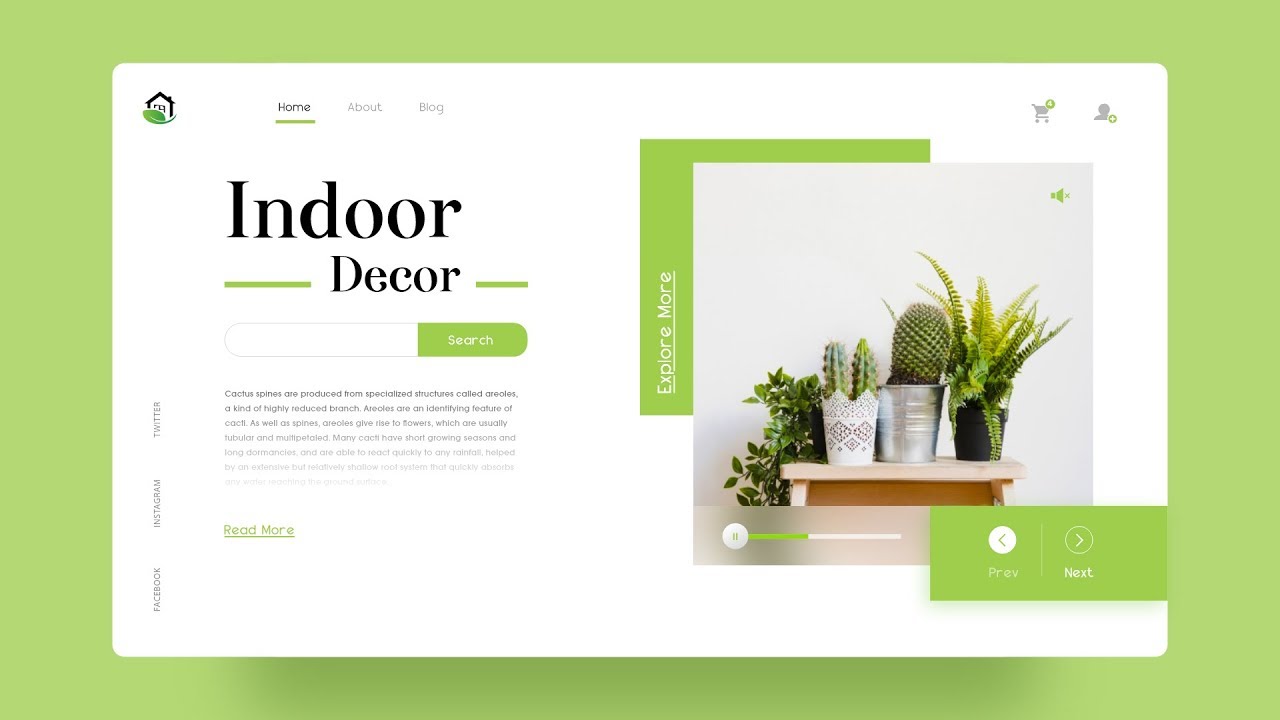 Home
About
Blog
4
Indoor
Decor
Search
Cactus spines are produced from specialized structures called areoles,
a kind of highly reduced branch. Areoles are an identifying feature of
cacti. As well as spines, areoles give rise to flowers, which are usually
tubular and multipetaled. Many cacti have short growing seasons and
long dormancies, and are able to react quickly to any rainfall, helped
by an extensive but relatively shallow root system that quickly absorbs
any water reaching the ground surface
Read More
TWITTER
INSTAGRAM
FACEBOOK
Explore More
Prev
Next